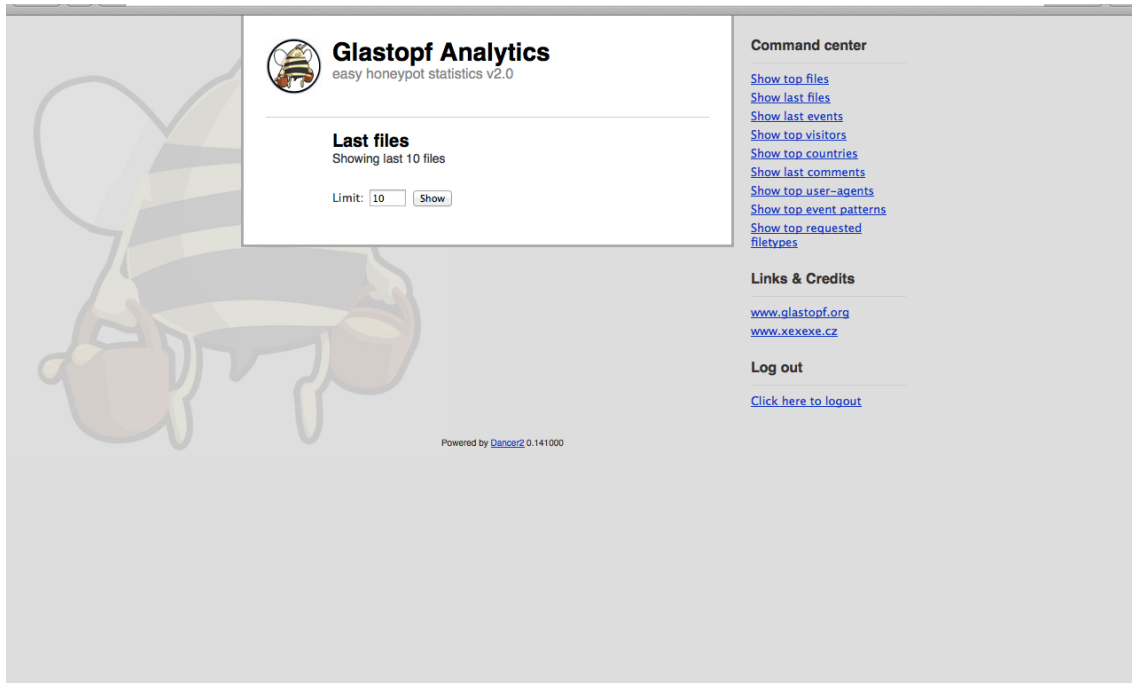 Glastopf Analytics
easy honeypot statistics v2.0
Last files
Showing last 10 files
Limit: 10 Show
Command center
Show top files
Show last files
Show last events
Show top visitors
Show top countries
Show last comments
Show top user-agents
Show top event patterns
Show top requested
filetypes
Links & Credits
www.glastopf.org
www.xexexe.cz
Log out
Click here to logout
Powered by Dancer2 0.141000